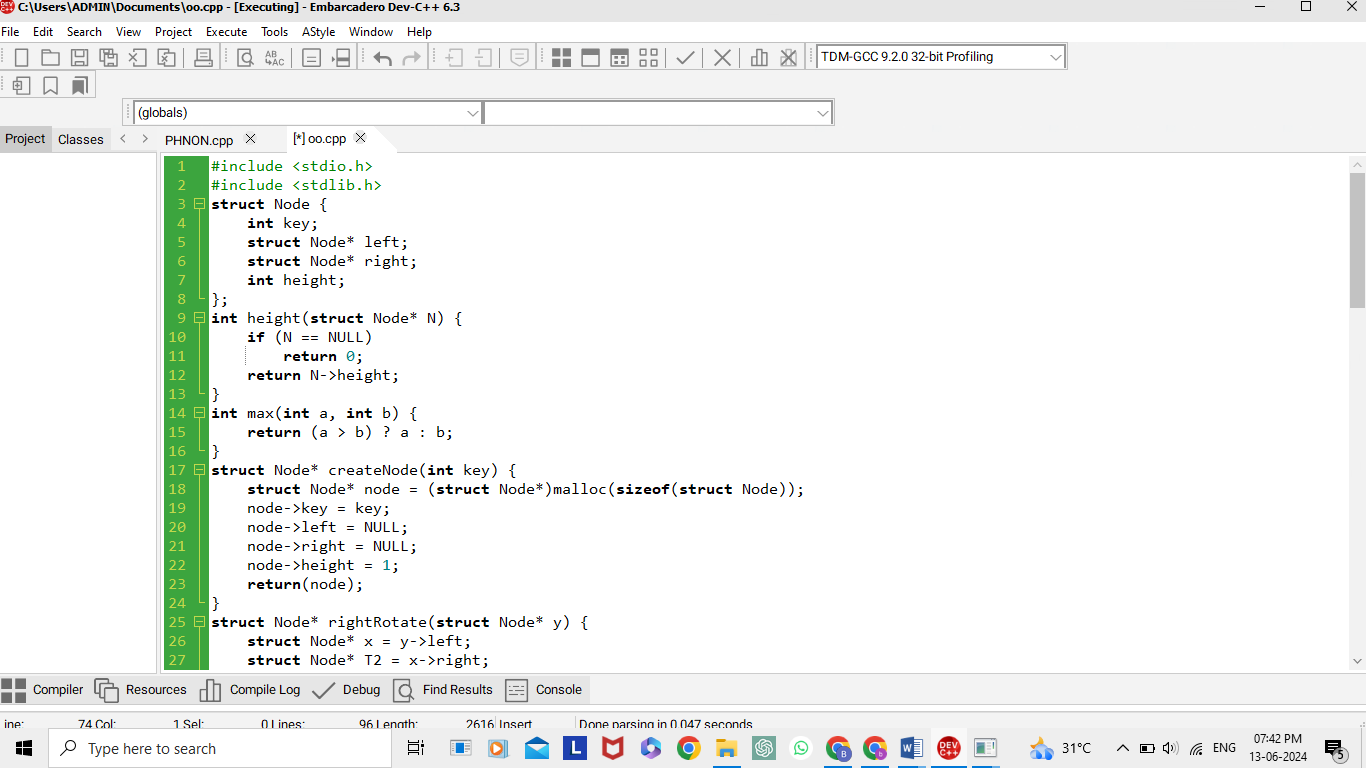 C:\Users\ADMIN\Documents\oo.cpp - [Executing] - Embarcadero Dev-C++ 6.3
File Edit Search View Project Execute Tools AStyle Window Help
TDM-GCC 9.2.0 32-bit Profiling
(globals)
Project Classes PHNON.cpp [*] oo.cpp
1 #include <stdio.h>
2 #include <stdlib.h>
3 struct Node {
4     int key;
5     struct Node* left;
6     struct Node* right;
7     int height;
8 };
9 int height(struct Node* N) {
10     if (N == NULL)
11         return 0;
12     return N->height;
13 }
14 int max(int a, int b) {
15     return (a > b) ? a : b;
16 }
17 struct Node* createNode(int key) {
18     struct Node* node = (struct Node*)malloc(sizeof(struct Node));
19     node->key = key;
20     node->left = NULL;
21     node->right = NULL;
22     node->height = 1;
23     return(node);
24 }
25 struct Node* rightRotate(struct Node* y) {
26     struct Node* x = y->left;
27     struct Node* T2 = x->right;
Compiler Resources Compile Log Debug Find Results Console
ine: 74 Col: 1 Sel: 0 Lines: 96 Length: 2616 Insert Done parsing in 0.047 seconds
Type here to search 31°C ENG 07:42 PM
13-06-2024 5